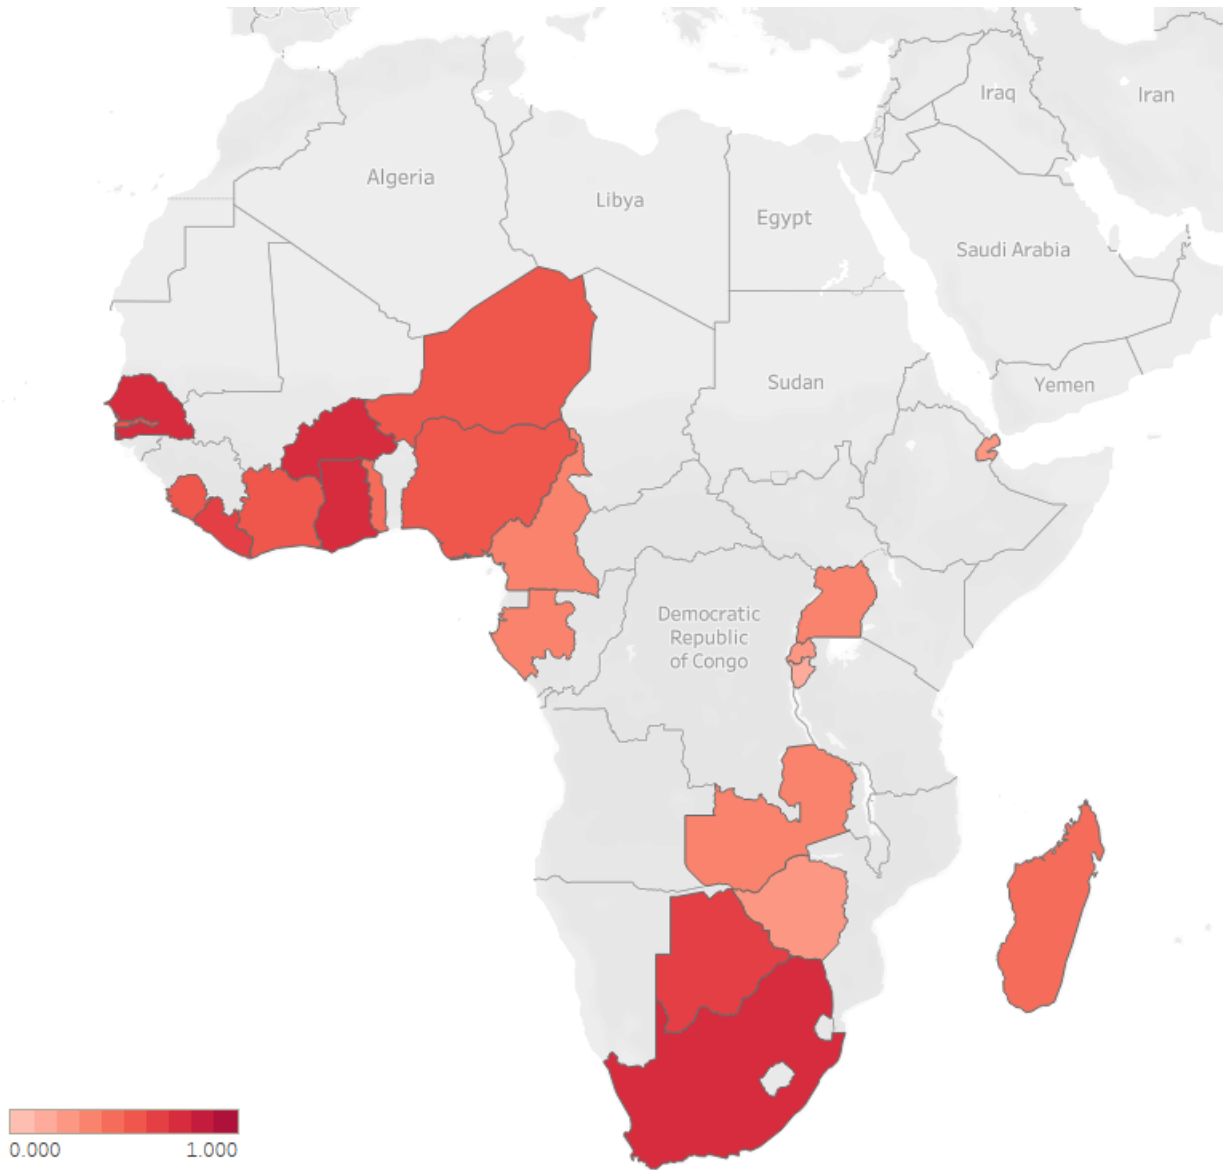 Iraq
Iran
Algeria
Libya
Egypt
Saudi Arabia
Sudan
Yemen
Democratic
Republic
of Congo
0.000
1.000